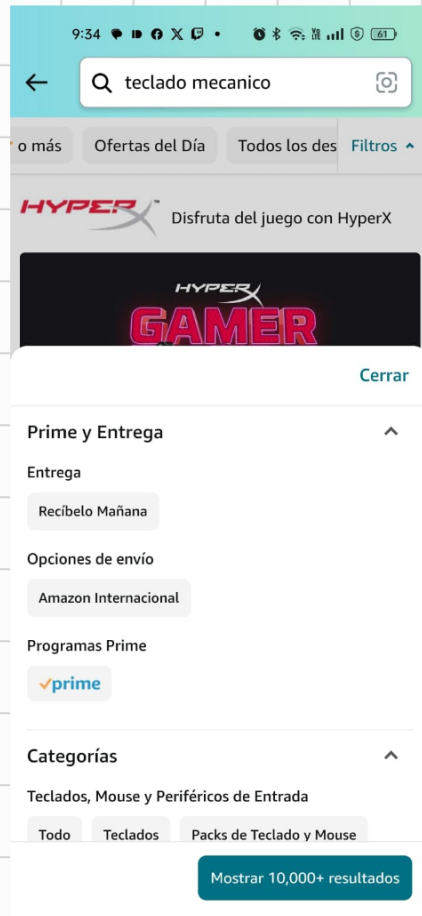 9:34
61
teclado mecanico
o más Ofertas del Día Todos los des Filtros
HYPERX™ Disfruta del juego con HyperX
HYPERX
GAMER
Cerrar
Prime y Entrega
Entrega
Recíbelo Mañana
Opciones de envío
Amazon Internacional
Programas Prime
prime
Categorías
Teclados, Mouse y Periféricos de Entrada
Todo Teclados Packs de Teclado y Mouse
Mostrar 10,000+ resultados